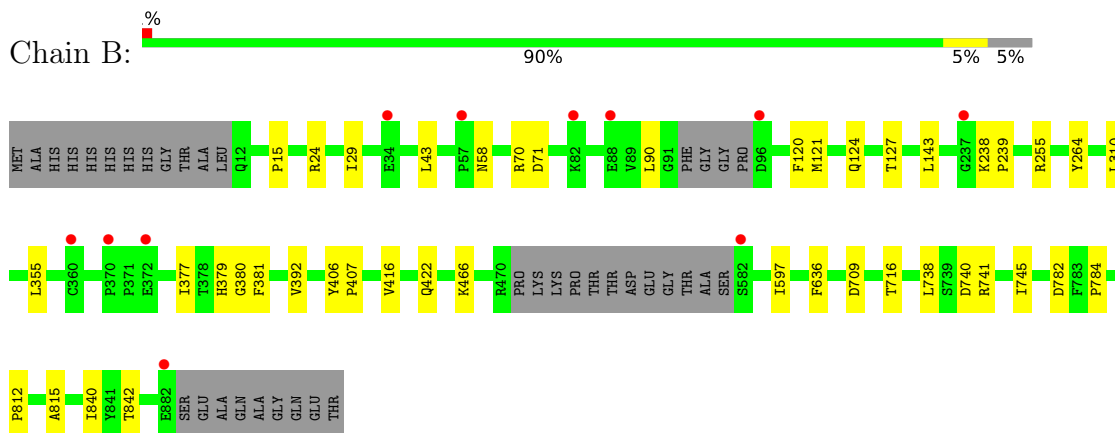 .%
Chain B:
90% 5% 5%
MET ALA HIS HIS HIS HIS HIS HIS GLY THR ALA LEU Q12 P15 R24 I29 E34 L43 P57 N58 R70 D71 K82 E88 V89 L90 G91 PHE GLY GLY PRO D96 F120 M121 Q124 T127 L143 G237 K238 P239 R255 Y264 L310
L355 C360 P370 P371 E372 I377 T378 H379 G380 F381 V392 Y406 P407 V416 Q422 K466 R470 PRO LYS LYS PRO THR THR ASP GLU GLY THR ALA SER S582 I597 F636 D709 T716 L738 S739 D740 R741 I745 D782 F783 P784
P812 A815 I840 Y841 T842 E882 SER GLU ALA GLN ALA GLY GLN GLU THR